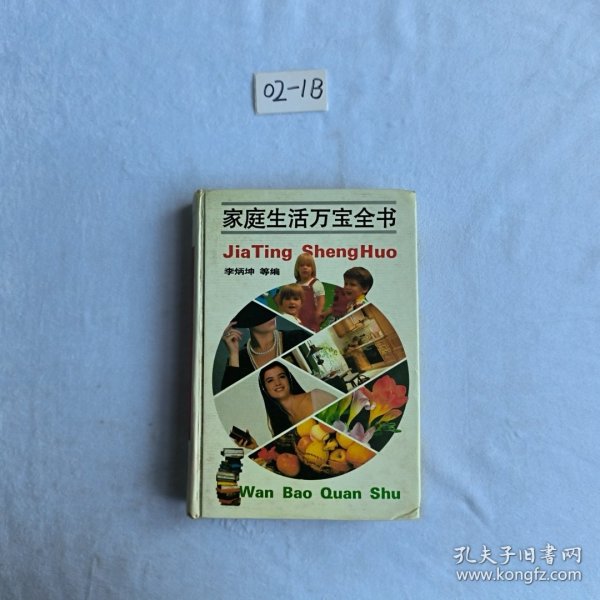 02-1B
家庭生活万宝全书
JiaTing ShengHuo
李炳坤 等编
Wan Bao Quan Shu
孔夫子旧书网
www.kongfz.com